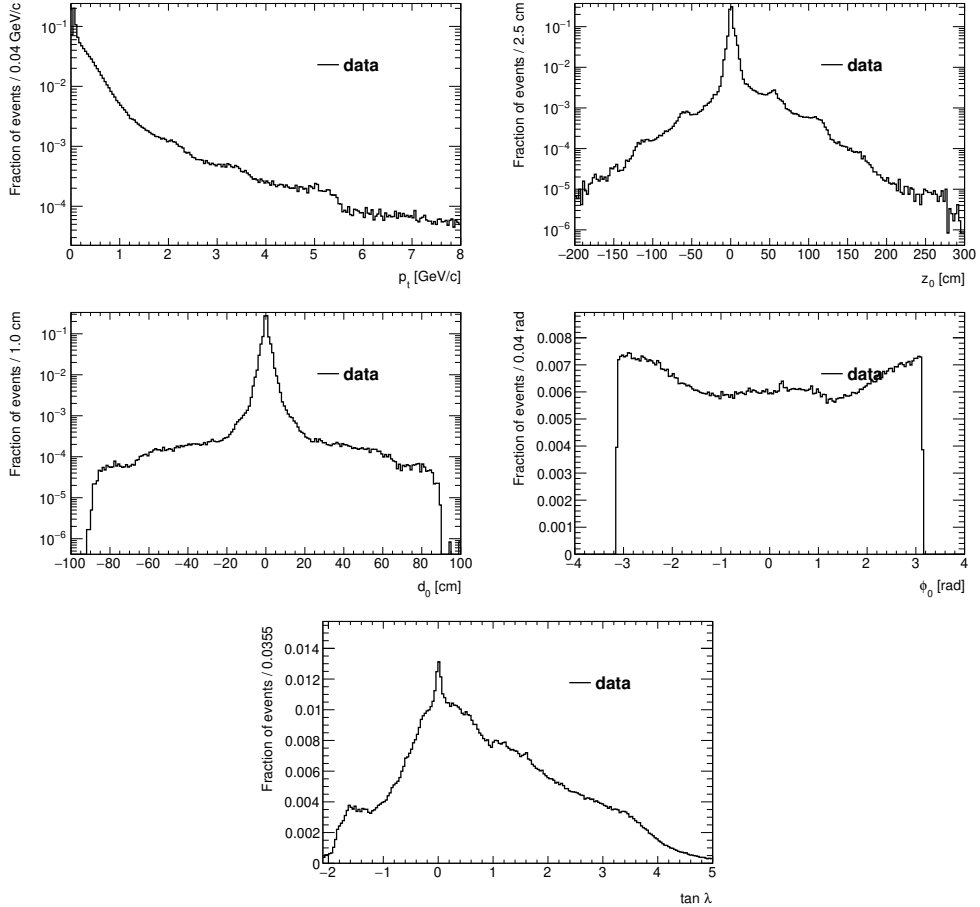 Fraction of events / 0.04 GeV/c
10⁻¹
10⁻²
10⁻³
10⁻⁴
data
0 1 2 3 4 5 6 7 8
p_t [GeV/c]
Fraction of events / 2.5 cm
10⁻¹
10⁻²
10⁻³
10⁻⁴
10⁻⁵
10⁻⁶
data
−200 −150 −100 −50 0 50 100 150 200 250 300
z_0 [cm]
Fraction of events / 1.0 cm
10⁻¹
10⁻²
10⁻³
10⁻⁴
10⁻⁵
10⁻⁶
data
−100 −80 −60 −40 −20 0 20 40 60 80 100
d_0 [cm]
Fraction of events / 0.04 rad
0.008
0.007
0.006
0.005
0.004
0.003
0.002
0.001
0
data
−4 −3 −2 −1 0 1 2 3 4
ϕ_0 [rad]
Fraction of events / 0.0355
0.014
0.012
0.01
0.008
0.006
0.004
0.002
0
data
−2 −1 0 1 2 3 4 5
tan λ